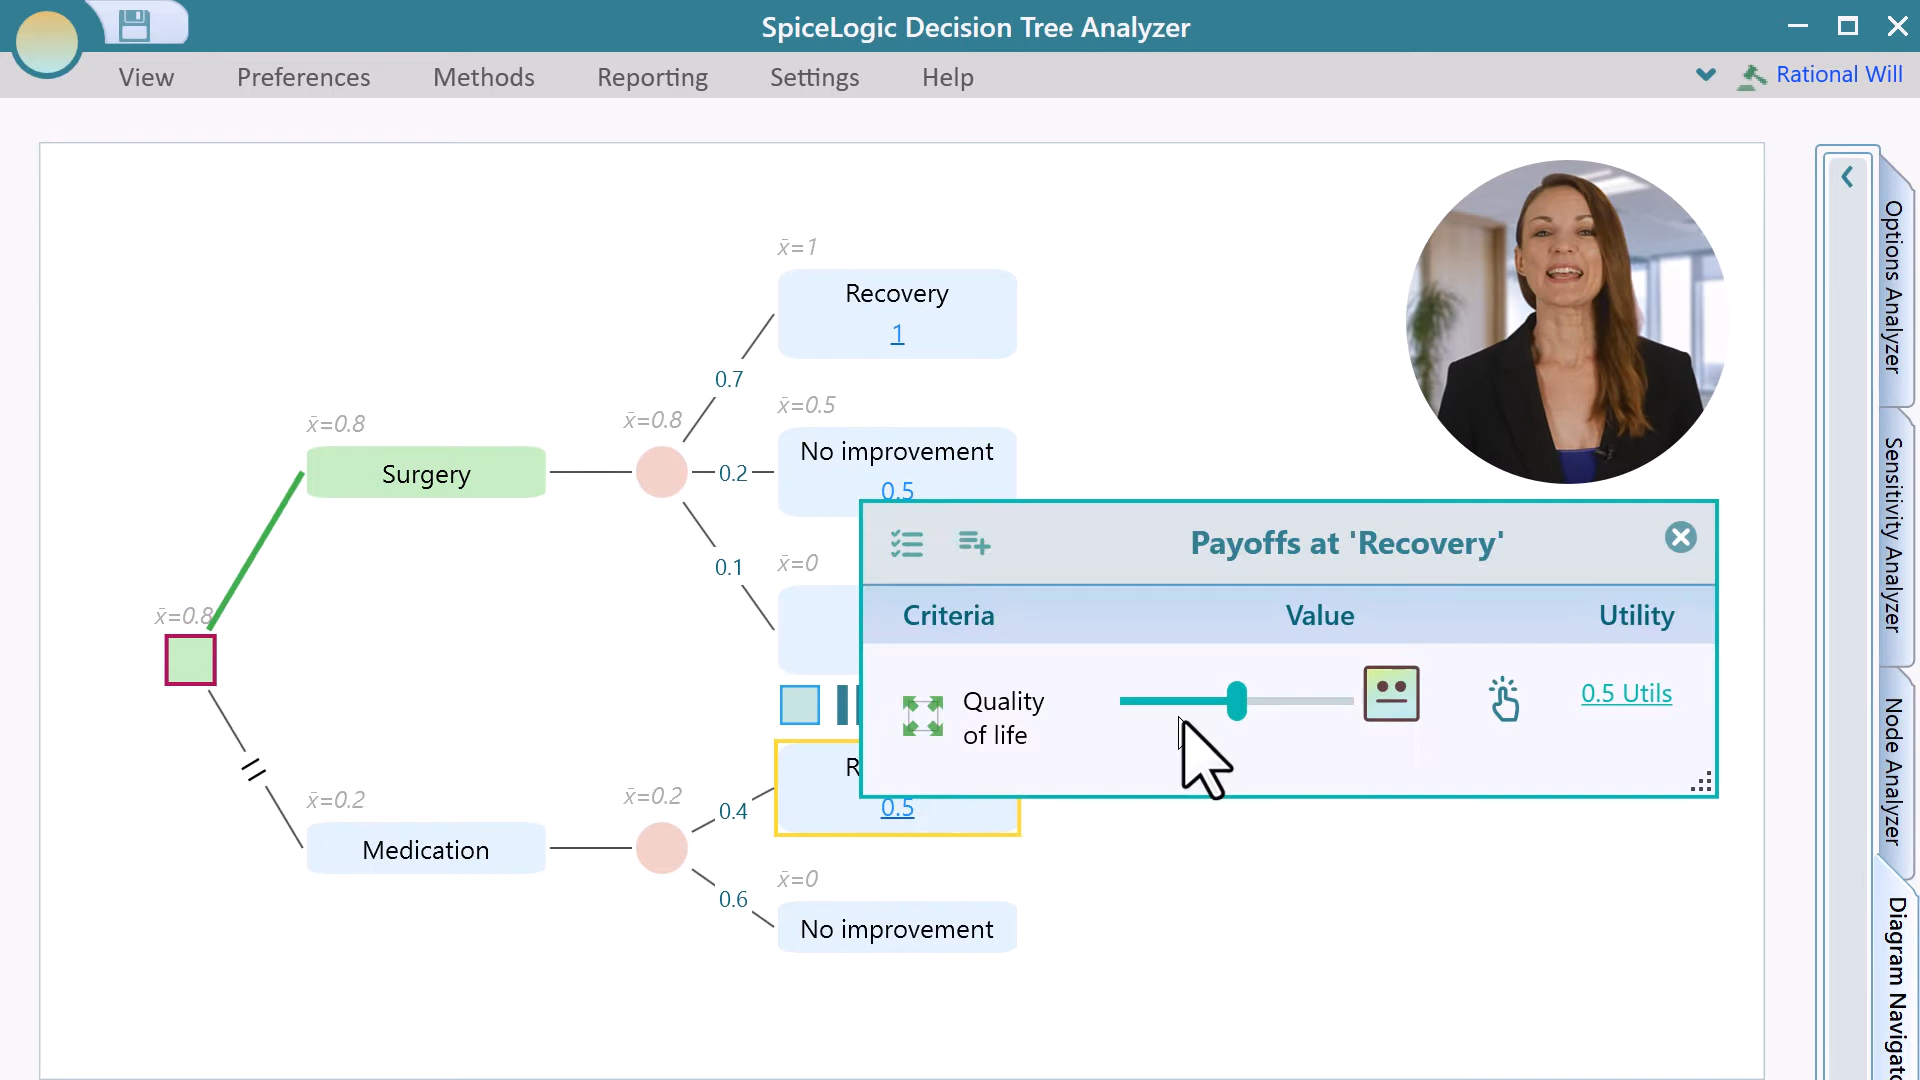 SpiceLogic Decision Tree Analyzer
View Preferences Methods Reporting Settings Help
Rational Will
x̄=1
Recovery
1
0.7
x̄=0.5
No improvement
0.5
x̄=0.8
Surgery
x̄=0.8
0.2
0.1
x̄=0
x̄=0.8
Payoffs at 'Recovery'
Criteria Value Utility
Quality
of life
0.5 Utils
R
0.5
x̄=0.2
Medication
x̄=0.2
0.4
0.6
x̄=0
No improvement
Options Analyzer
Sensitivity Analyzer
Node Analyzer
Diagram Navigat